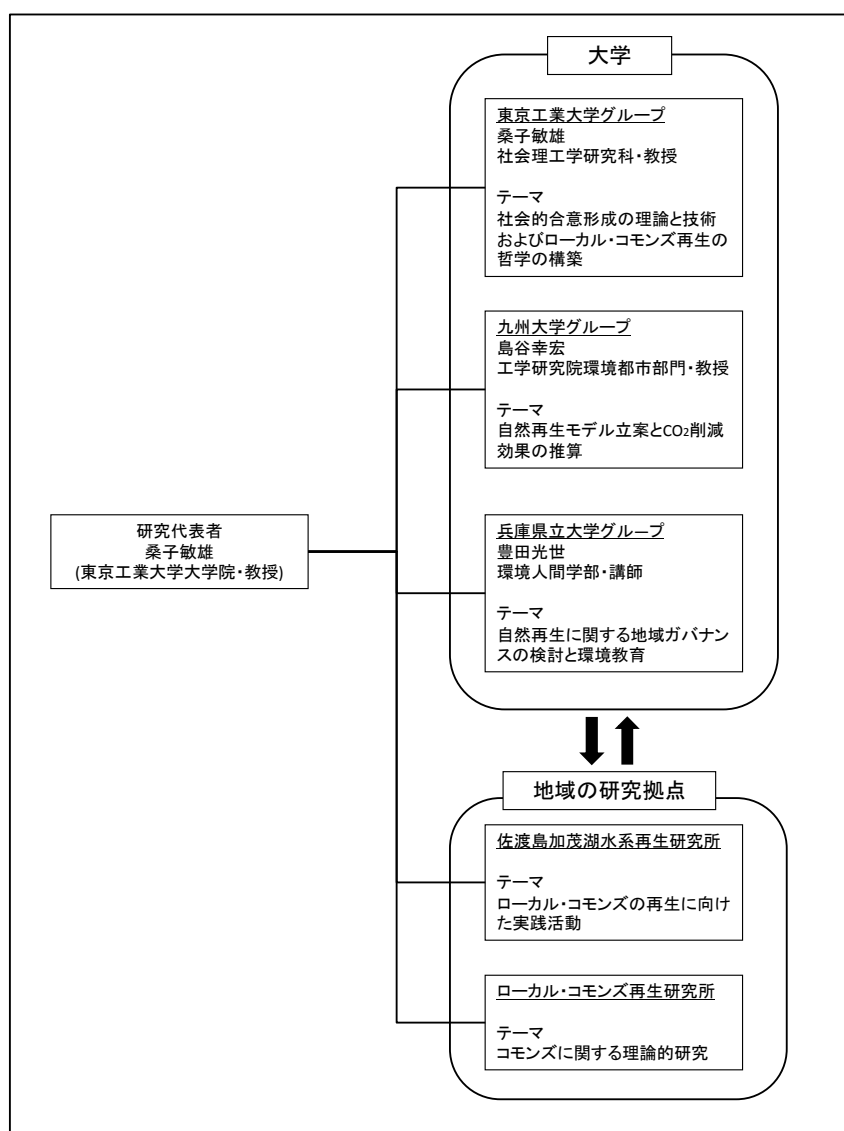 大学
東京工業大学グループ
桑子敏雄
社会理工学研究科・教授
テーマ
社会的合意形成の理論と技術
およびローカル・コモンズ再生の
哲学の構築
九州大学グループ
島谷幸宏
工学研究院環境都市部門・教授
テーマ
自然再生モデル立案とCO₂削減
効果の推算
兵庫県立大学グループ
豊田光世
環境人間学部・講師
テーマ
自然再生に関する地域ガバナン
スの検討と環境教育
研究代表者
桑子敏雄
(東京工業大学大学院・教授)
地域の研究拠点
佐渡島加茂湖水系再生研究所
テーマ
ローカル・コモンズの再生に向け
た実践活動
ローカル・コモンズ再生研究所
テーマ
コモンズに関する理論的研究